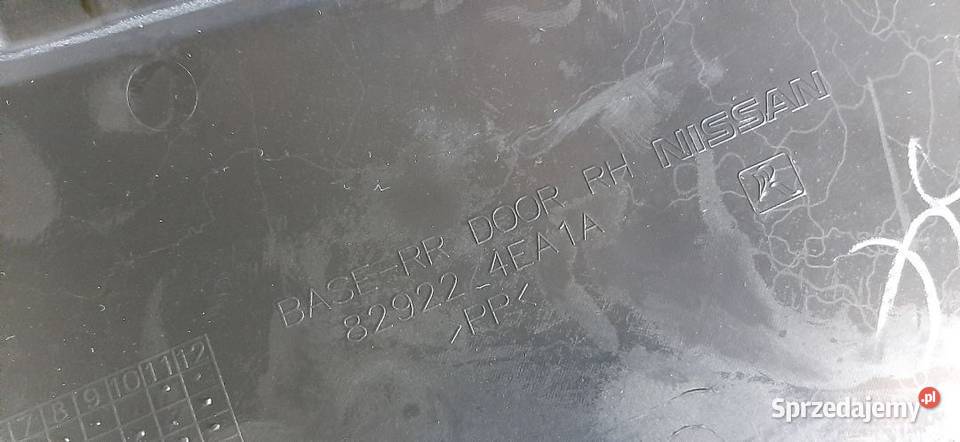 NISSAN
BASE-RR DOOR RH
82922-4EA1A
>PP<
7 8 9 10 11 12
Sprzedajemy.pl